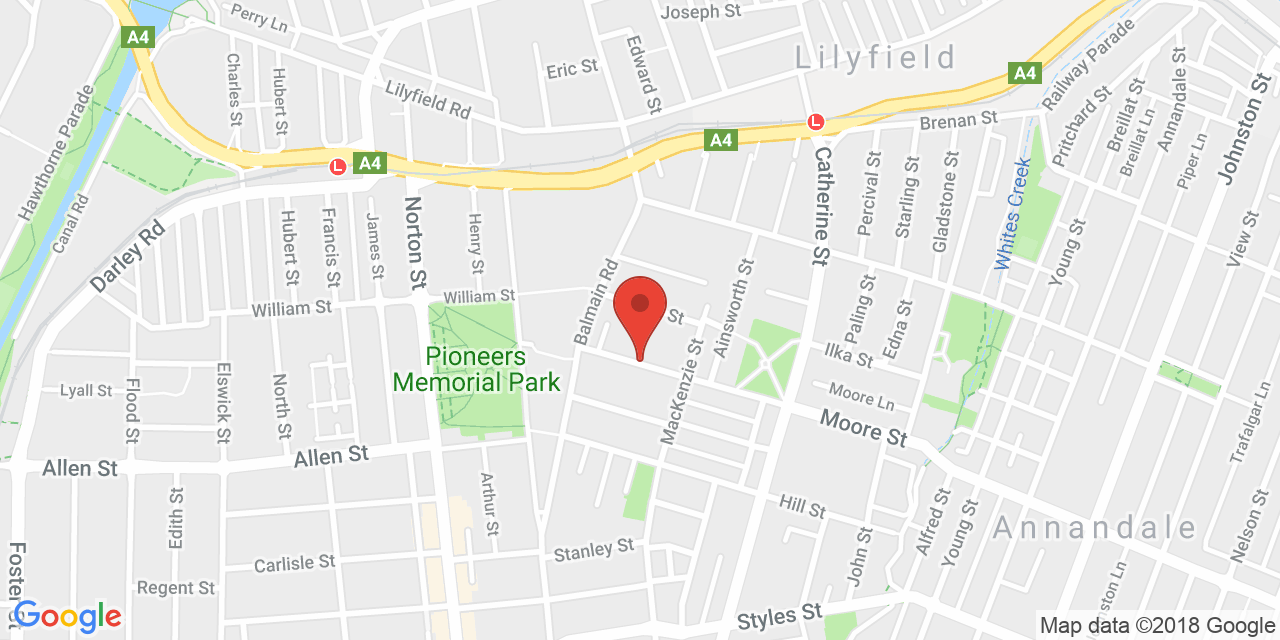 Joseph St
Perry Ln
A4
Lilyfield
Edward St
Charles St
Hubert St
Eric St
A4
Railway Parade
Lilyfield Rd
Hawthorne Parade
Annandale St
Breillat St
Pritchard St
Johnston St
L
Brenan St
A4
Breillat Ln
L
A4
Piper Ln
Canal Rd
Catherine St
Percival St
Starling St
Gladstone St
Whites Creek
Darley Rd
Hubert St
Francis St
James St
Norton St
Henry St
Young St
View St
Balmain Rd
William St
William St
St
Ainsworth St
Paling St
Edna St
MacKenzie St
Ilka St
Pioneers
Memorial Park
Lyall St
Flood St
Elswick St
North St
Moore Ln
Moore St
Trafalgar Ln
Allen St
Allen St
Arthur St
Edith St
Hill St
Alfred St
Young St
Annandale
Nelson St
John St
Stanley St
Carlisle St
Regent St
Foster St
ston Ln
Styles St
Google
Map data ©2018 Google